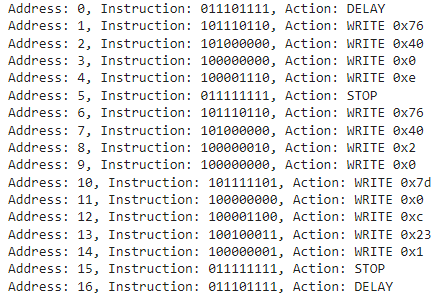 Address: 0, Instruction: 011101111, Action: DELAY
Address: 1, Instruction: 101110110, Action: WRITE 0x76
Address: 2, Instruction: 101000000, Action: WRITE 0x40
Address: 3, Instruction: 100000000, Action: WRITE 0x0
Address: 4, Instruction: 100001110, Action: WRITE 0xe
Address: 5, Instruction: 011111111, Action: STOP
Address: 6, Instruction: 101110110, Action: WRITE 0x76
Address: 7, Instruction: 101000000, Action: WRITE 0x40
Address: 8, Instruction: 100000010, Action: WRITE 0x2
Address: 9, Instruction: 100000000, Action: WRITE 0x0
Address: 10, Instruction: 101111101, Action: WRITE 0x7d
Address: 11, Instruction: 100000000, Action: WRITE 0x0
Address: 12, Instruction: 100001100, Action: WRITE 0xc
Address: 13, Instruction: 100100011, Action: WRITE 0x23
Address: 14, Instruction: 100000001, Action: WRITE 0x1
Address: 15, Instruction: 011111111, Action: STOP
Address: 16, Instruction: 011101111, Action: DELAY